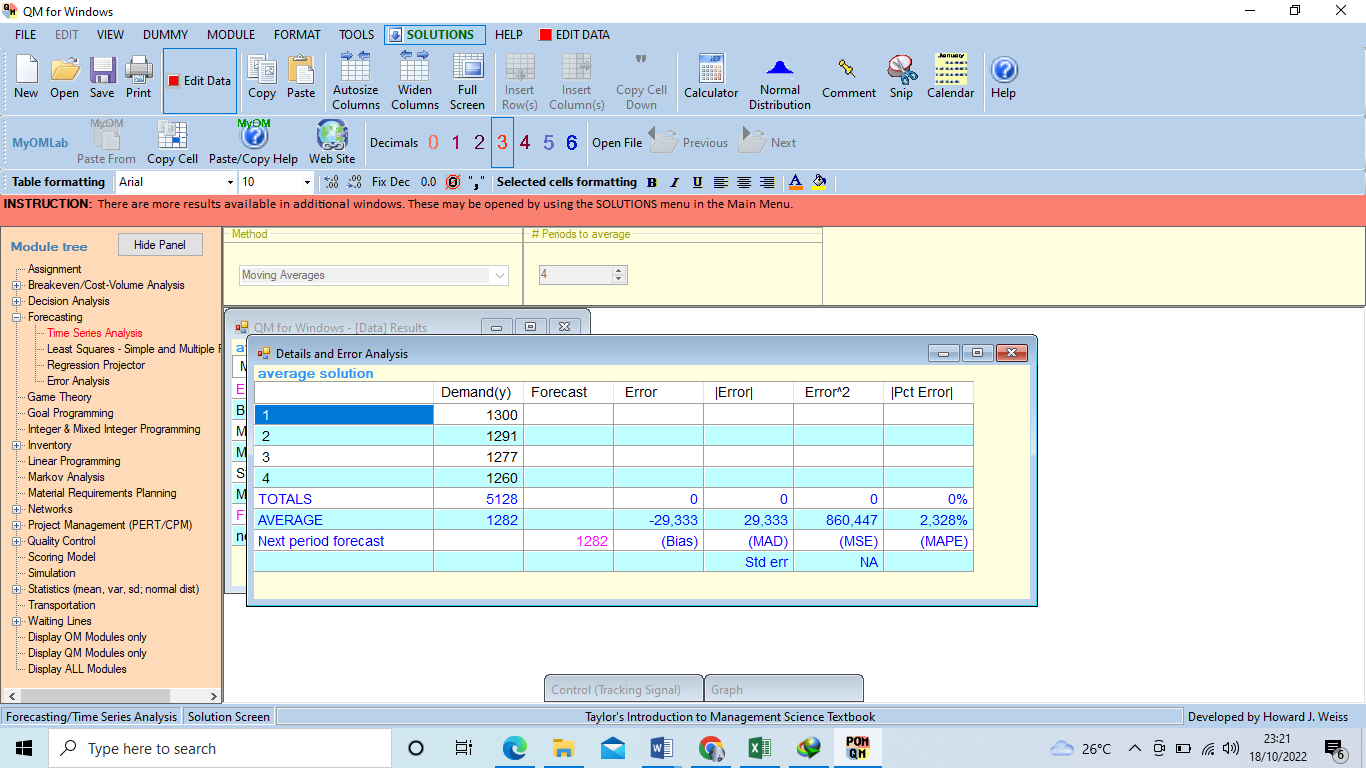 QM for Windows
FILE EDIT VIEW DUMMY MODULE FORMAT TOOLS SOLUTIONS HELP EDIT DATA
New Open Save Print Edit Data Copy Paste Autosize Columns Widen Columns Full Screen Insert Row(s) Insert Column(s) Copy Cell Down Calculator Normal Distribution Comment Snip January Calendar Help
MyOMLab MyOM Paste From Copy Cell MyOM Paste/Copy Help Web Site Decimals 0 1 2 3 4 5 6 Open File Previous Next
Table formatting Arial 10 Fix Dec 0.0 "," Selected cells formatting B I U A
INSTRUCTION: There are more results available in additional windows. These may be opened by using the SOLUTIONS menu in the Main Menu.
Module tree Hide Panel
Assignment
Breakeven/Cost-Volume Analysis
Decision Analysis
Forecasting
Time Series Analysis
Least Squares - Simple and Multiple
Regression Projector
Error Analysis
Game Theory
Goal Programming
Integer & Mixed Integer Programming
Inventory
Linear Programming
Markov Analysis
Material Requirements Planning
Networks
Project Management (PERT/CPM)
Quality Control
Scoring Model
Simulation
Statistics (mean, var, sd; normal dist)
Transportation
Waiting Lines
Display OM Modules only
Display QM Modules only
Display ALL Modules
Method # Periods to average
Moving Averages 4
QM for Windows - [Data] Results
Details and Error Analysis
average solution
Demand(y) Forecast Error |Error| Error^2 |Pct Error|
1 1300
2 1291
3 1277
4 1260
TOTALS 5128 0 0 0 0%
AVERAGE 1282 -29,333 29,333 860,447 2,328%
Next period forecast 1282 (Bias) (MAD) (MSE) (MAPE)
Std err NA
Control (Tracking Signal) Graph
Forecasting/Time Series Analysis Solution Screen Taylor's Introduction to Management Science Textbook Developed by Howard J. Weiss
Type here to search POM QM 26°C 23:21
18/10/2022 6